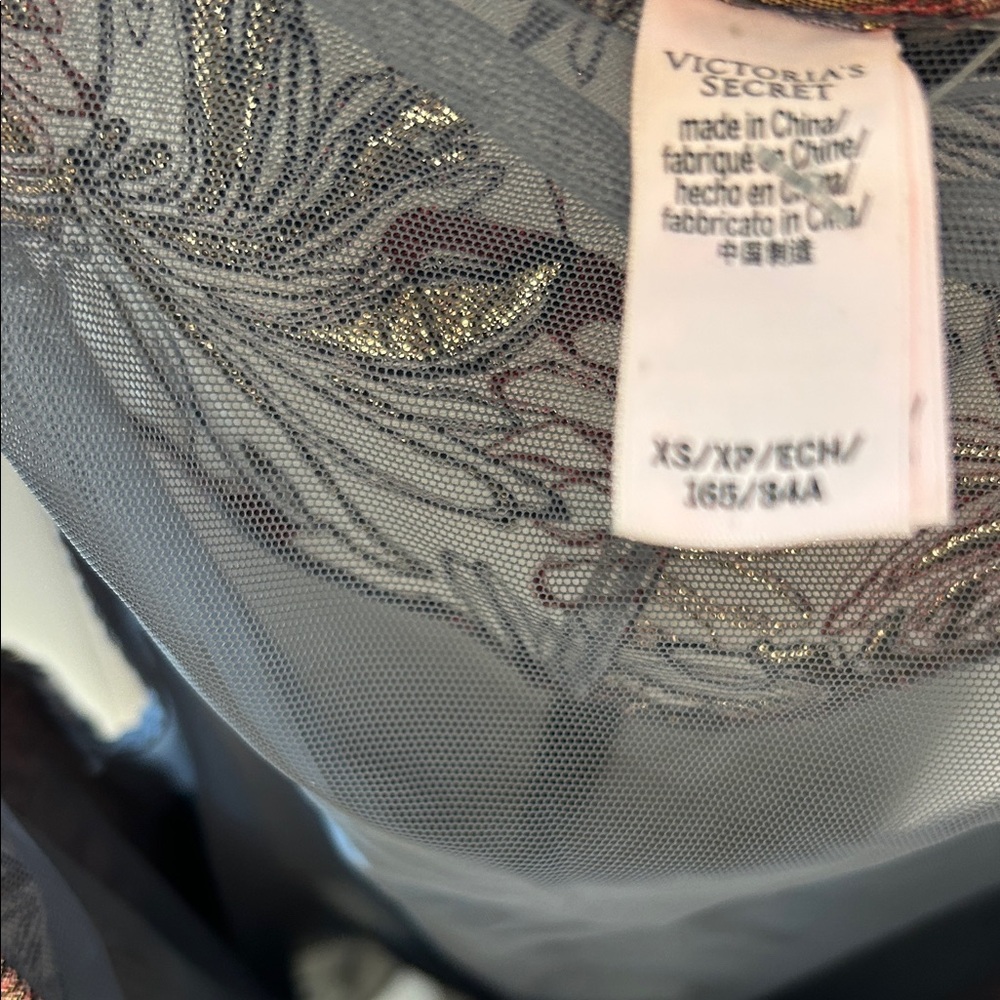 VICTORIA'S
SECRET
made in China/
fabriqué en Chine/
hecho en China/
fabbricato in China/
中国制造
XS/XP/ECH/
165/84A